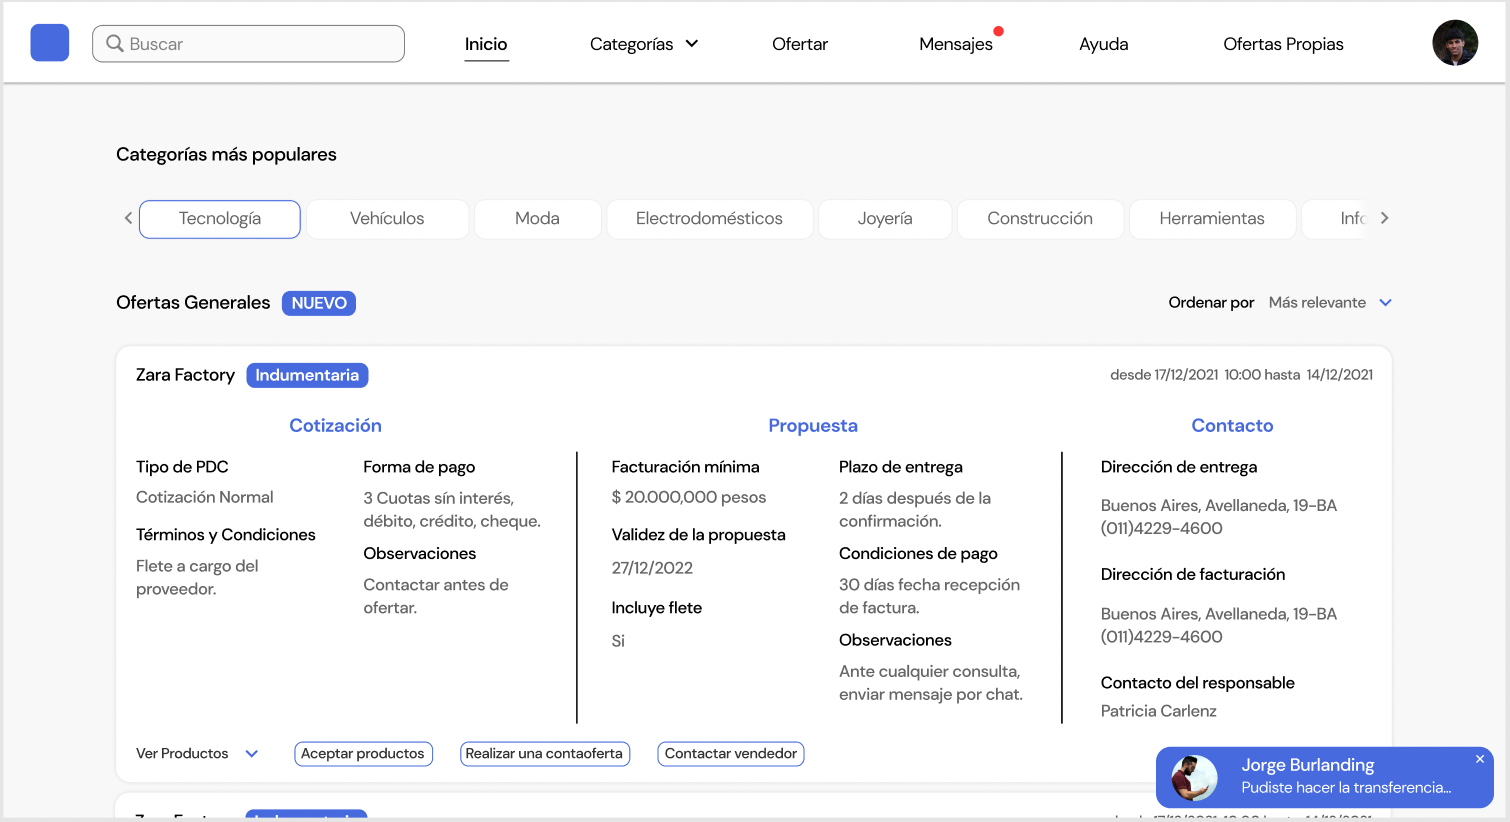 Buscar
Inicio
Categorías
Ofertar
Mensajes
Ayuda
Ofertas Propias
Categorías más populares
Tecnología
Vehículos
Moda
Electrodomésticos
Joyería
Construcción
Herramientas
Ofertas Generales NUEVO
Ordenar por Más relevante
Zara Factory Indumentaria
desde 17/12/2021 10:00 hasta 14/12/2021
Cotización
Tipo de PDC
Cotización Normal
Términos y Condiciones
Flete a cargo del
proveedor.
Forma de pago
3 Cuotas sín interés,
débito, crédito, cheque.
Observaciones
Contactar antes de
ofertar.
Propuesta
Facturación mínima
$ 20.000,000 pesos
Validez de la propuesta
27/12/2022
Incluye flete
Si
Plazo de entrega
2 días después de la
confirmación.
Condiciones de pago
30 días fecha recepción
de factura.
Observaciones
Ante cualquier consulta,
enviar mensaje por chat.
Contacto
Dirección de entrega
Buenos Aires, Avellaneda, 19-BA
(011)4229-4600
Dirección de facturación
Buenos Aires, Avellaneda, 19-BA
(011)4229-4600
Contacto del responsable
Patricia Carlenz
Ver Productos
Aceptar productos
Realizar una contaoferta
Contactar vendedor
Jorge Burlanding
Pudiste hacer la transferencia...